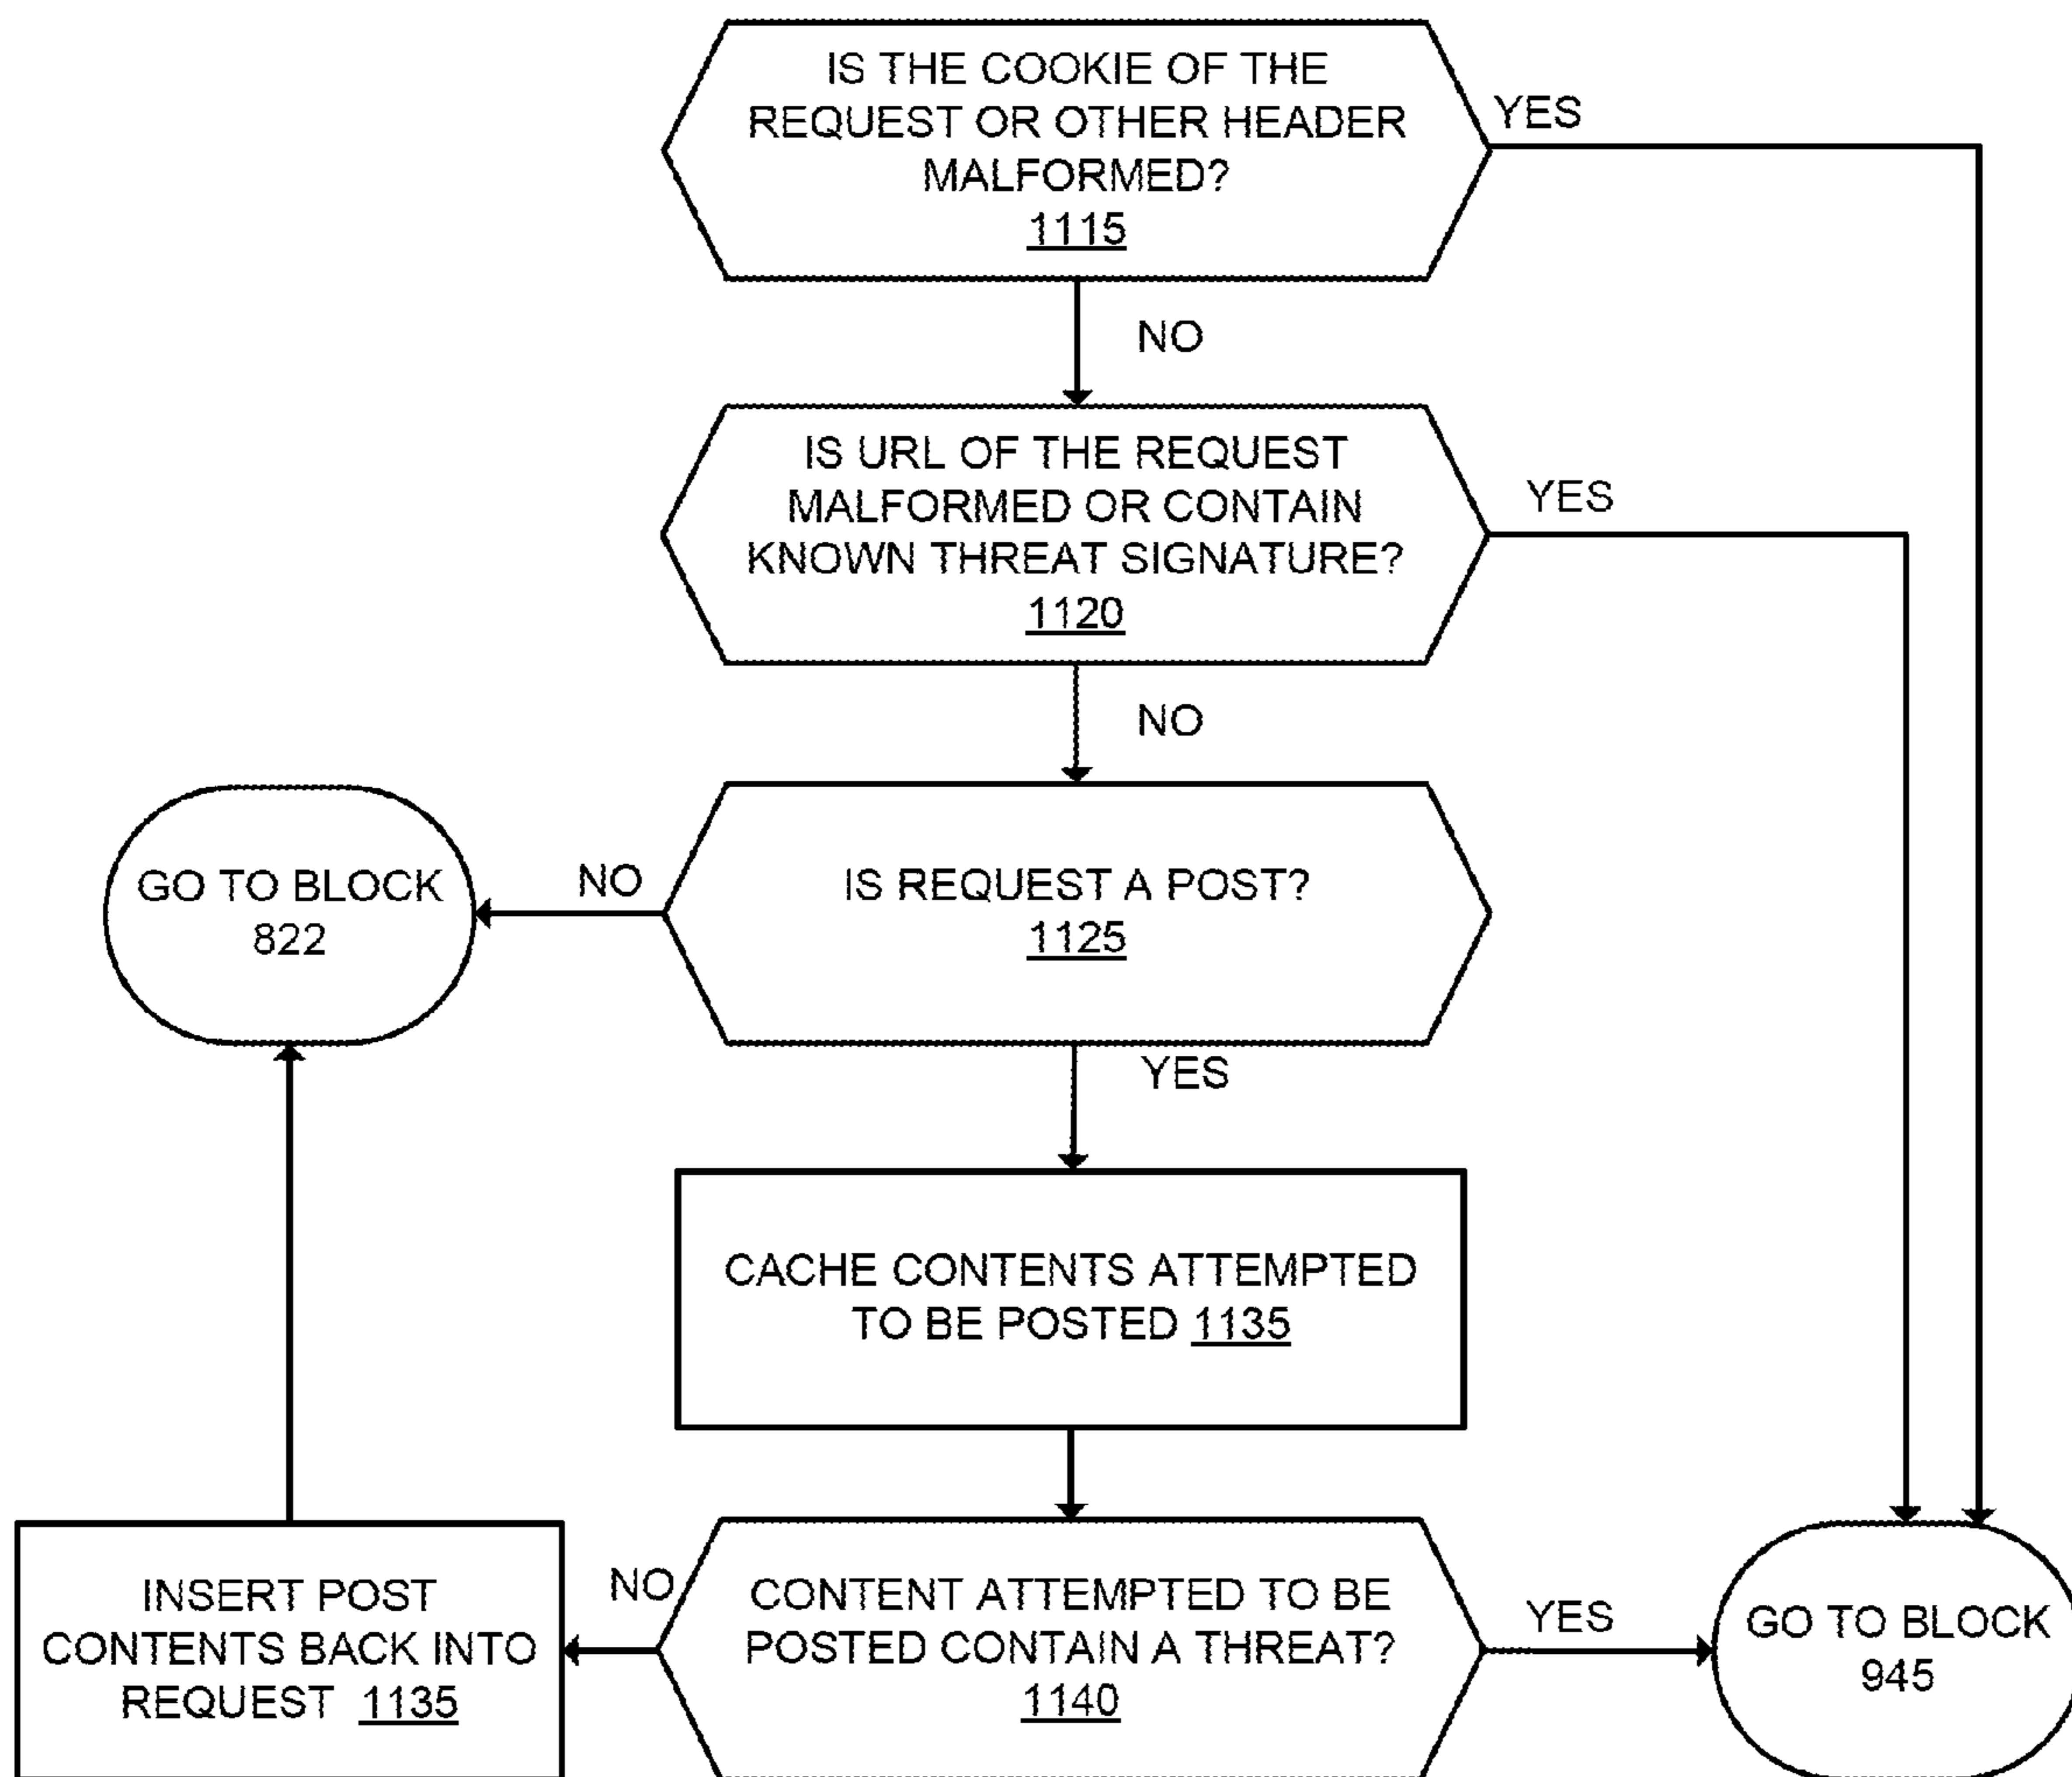 IS THE COOKIE OF THE
REQUEST OR OTHER HEADER
MALFORMED?
1115
YES
NO
IS URL OF THE REQUEST
MALFORMED OR CONTAIN
KNOWN THREAT SIGNATURE?
1120
YES
NO
GO TO BLOCK
822
NO
IS REQUEST A POST?
1125
YES
CACHE CONTENTS ATTEMPTED
TO BE POSTED 1135
INSERT POST
CONTENTS BACK INTO
REQUEST 1135
NO
CONTENT ATTEMPTED TO BE
POSTED CONTAIN A THREAT?
1140
YES
GO TO BLOCK
945